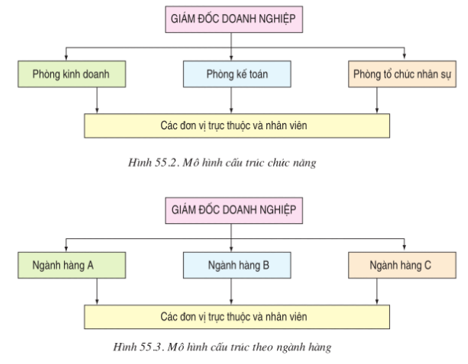 GIÁM ĐỐC DOANH NGHIỆP
Phòng kinh doanh
Phòng kế toán
Phòng tổ chức nhân sự
Các đơn vị trực thuộc và nhân viên
Hình 55.2. Mô hình cấu trúc chức năng
GIÁM ĐỐC DOANH NGHIỆP
Ngành hàng A
Ngành hàng B
Ngành hàng C
Các đơn vị trực thuộc và nhân viên
Hình 55.3. Mô hình cấu trúc theo ngành hàng